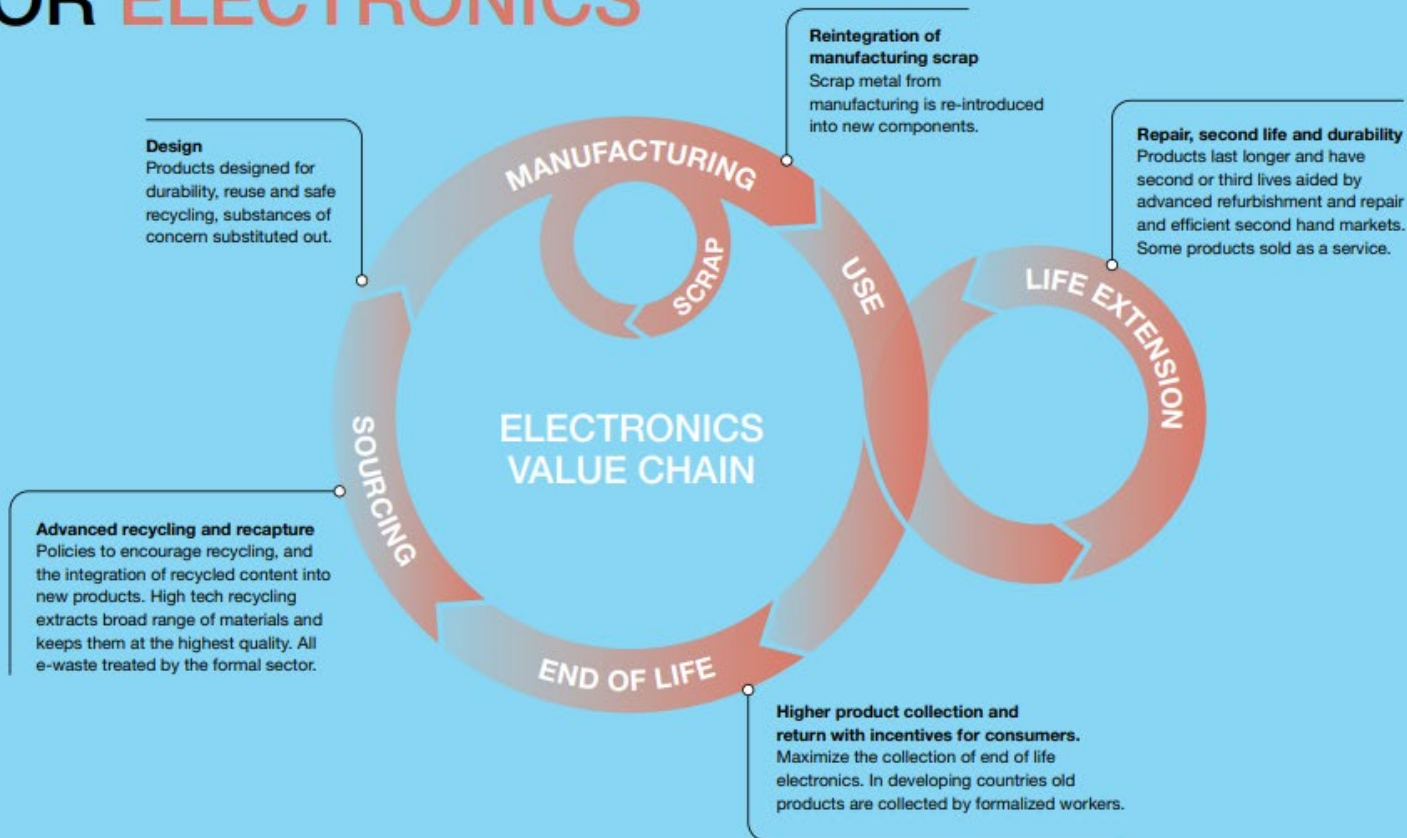 OR ELECTRONICS
Reintegration of
manufacturing scrap
Scrap metal from
manufacturing is re-introduced
into new components.
Design
Products designed for
durability, reuse and safe
recycling, substances of
concern substituted out.
Repair, second life and durability
Products last longer and have
second or third lives aided by
advanced refurbishment and repair
and efficient second hand markets.
Some products sold as a service.
MANUFACTURING
SCRAP
USE
LIFE EXTENSION
ELECTRONICS
VALUE CHAIN
SOURCING
Advanced recycling and recapture
Policies to encourage recycling, and
the integration of recycled content into
new products. High tech recycling
extracts broad range of materials and
keeps them at the highest quality. All
e-waste treated by the formal sector.
END OF LIFE
Higher product collection and
return with incentives for consumers.
Maximize the collection of end of life
electronics. In developing countries old
products are collected by formalized workers.